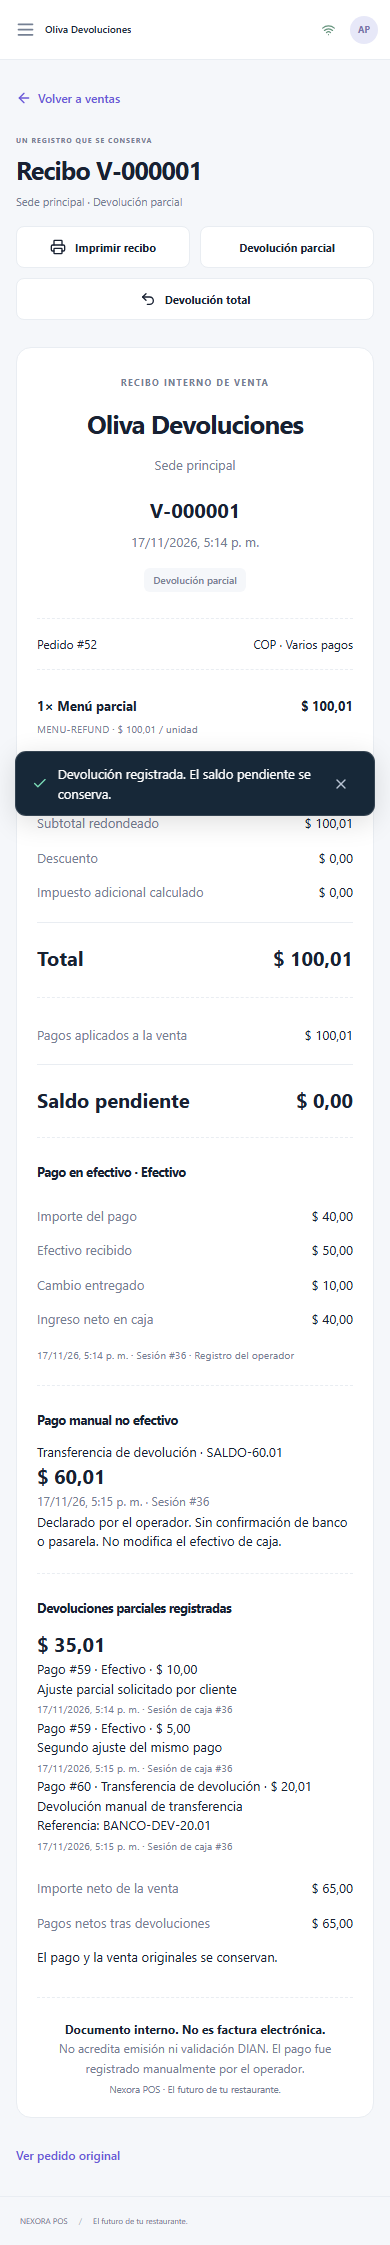 Oliva Devoluciones
AP
Volver a ventas
UN REGISTRO QUE SE CONSERVA
Recibo V-000001
Sede principal · Devolución parcial
Imprimir recibo
Devolución parcial
Devolución total
RECIBO INTERNO DE VENTA
Oliva Devoluciones
Sede principal
V-000001
17/11/2026, 5:14 p. m.
Devolución parcial
Pedido #52 COP · Varios pagos
1× Menú parcial $ 100,01
MENU-REFUND · $ 100,01 / unidad
Devolución registrada. El saldo pendiente se
conserva.
Subtotal redondeado $ 100,01
Descuento $ 0,00
Impuesto adicional calculado $ 0,00
Total $ 100,01
Pagos aplicados a la venta $ 100,01
Saldo pendiente $ 0,00
Pago en efectivo · Efectivo
Importe del pago $ 40,00
Efectivo recibido $ 50,00
Cambio entregado $ 10,00
Ingreso neto en caja $ 40,00
17/11/26, 5:14 p. m. · Sesión #36 · Registro del operador
Pago manual no efectivo
Transferencia de devolución · SALDO-60.01
$ 60,01
17/11/26, 5:15 p. m. · Sesión #36
Declarado por el operador. Sin confirmación de banco
o pasarela. No modifica el efectivo de caja.
Devoluciones parciales registradas
$ 35,01
Pago #59 · Efectivo · $ 10,00
Ajuste parcial solicitado por cliente
17/11/2026, 5:14 p. m. · Sesión de caja #36
Pago #59 · Efectivo · $ 5,00
Segundo ajuste del mismo pago
17/11/2026, 5:15 p. m. · Sesión de caja #36
Pago #60 · Transferencia de devolución · $ 20,01
Devolución manual de transferencia
Referencia: BANCO-DEV-20.01
17/11/2026, 5:15 p. m. · Sesión de caja #36
Importe neto de la venta $ 65,00
Pagos netos tras devoluciones $ 65,00
El pago y la venta originales se conservan.
Documento interno. No es factura electrónica.
No acredita emisión ni validación DIAN. El pago fue
registrado manualmente por el operador.
Nexora POS · El futuro de tu restaurante.
Ver pedido original
NEXORA POS / El futuro de tu restaurante.